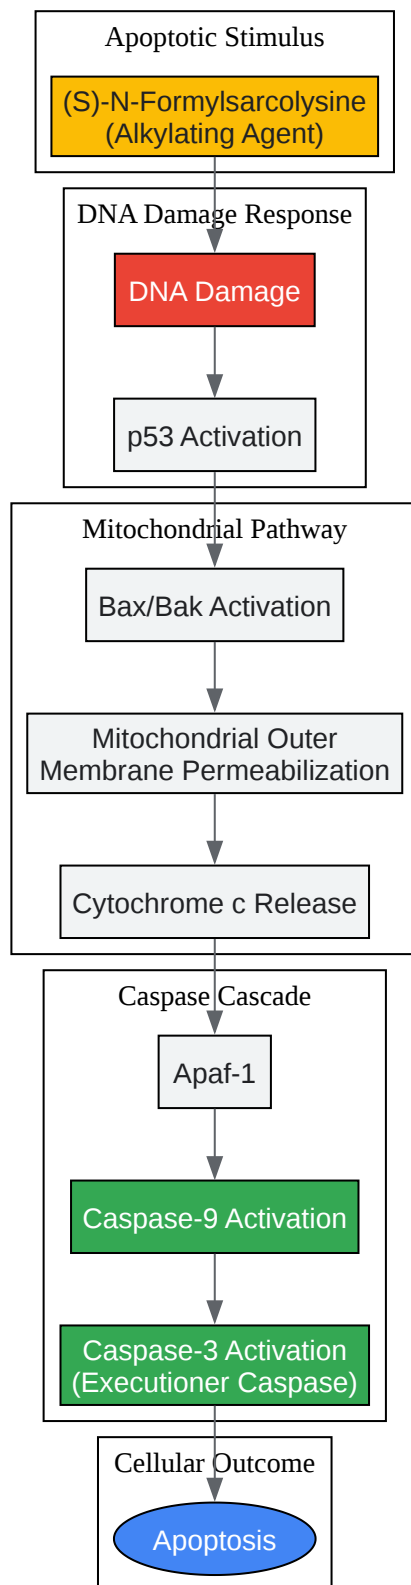 Apoptotic Stimulus
(S)-N-Formylsarcolysine
(Alkylating Agent)
DNA Damage Response
DNA Damage
p53 Activation
Mitochondrial Pathway
Bax/Bak Activation
Mitochondrial Outer
Membrane Permeabilization
Cytochrome c Release
Caspase Cascade
Apaf-1
Caspase-9 Activation
Caspase-3 Activation
(Executioner Caspase)
Cellular Outcome
Apoptosis